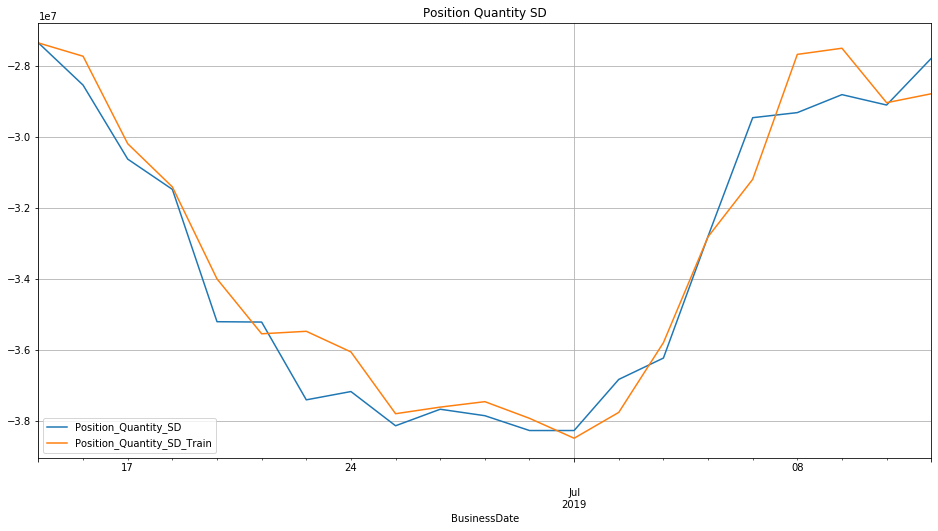 Position Quantity SD
1e7
−2.8
−3.0
−3.2
−3.4
−3.6
−3.8
Position_Quantity_SD
Position_Quantity_SD_Train
17
24
Jul
2019
08
BusinessDate